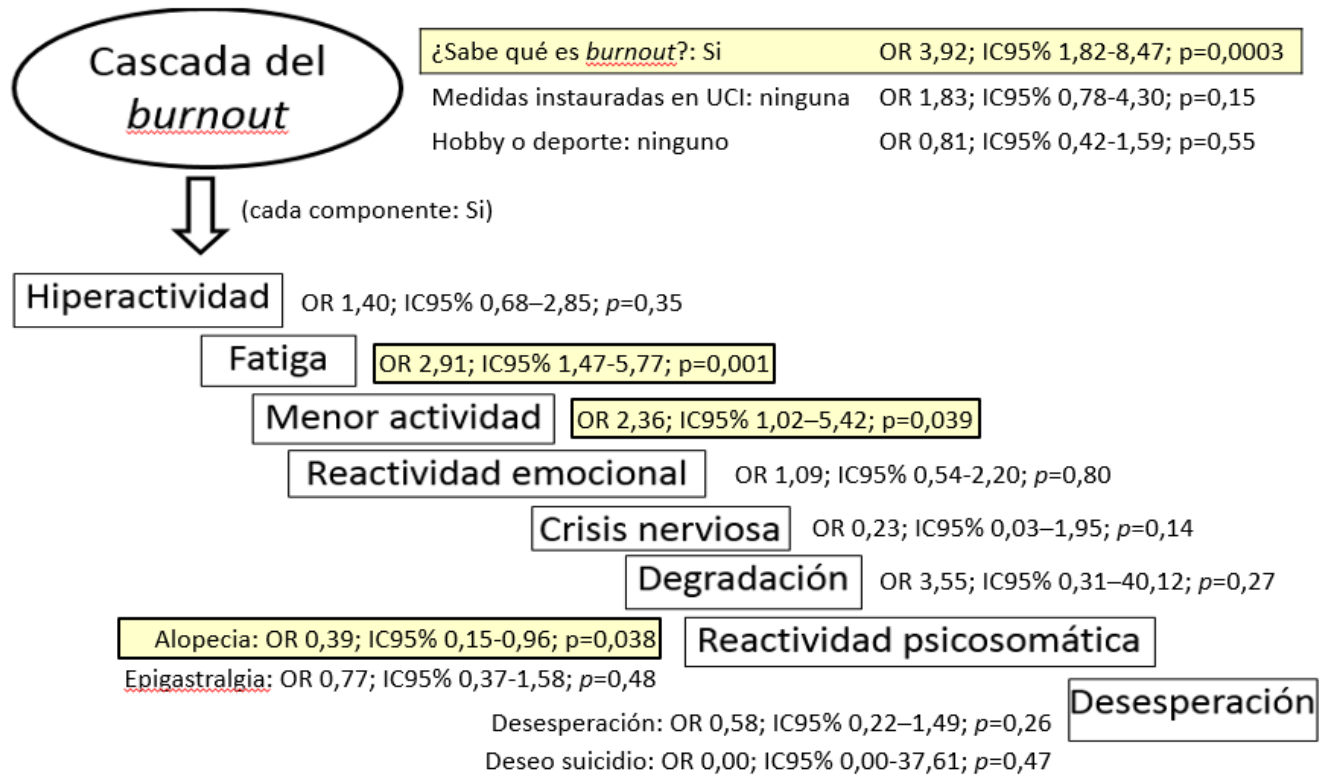 Cascada del
burnout
¿Sabe qué es burnout?: Si OR 3,92; IC95% 1,82-8,47; p=0,0003
Medidas instauradas en UCI: ninguna OR 1,83; IC95% 0,78-4,30; p=0,15
Hobby o deporte: ninguno OR 0,81; IC95% 0,42-1,59; p=0,55
(cada componente: Si)
Hiperactividad OR 1,40; IC95% 0,68–2,85; p=0,35
Fatiga OR 2,91; IC95% 1,47-5,77; p=0,001
Menor actividad OR 2,36; IC95% 1,02–5,42; p=0,039
Reactividad emocional OR 1,09; IC95% 0,54-2,20; p=0,80
Crisis nerviosa OR 0,23; IC95% 0,03–1,95; p=0,14
Degradación OR 3,55; IC95% 0,31–40,12; p=0,27
Alopecia: OR 0,39; IC95% 0,15-0,96; p=0,038 Reactividad psicosomática
Epigastralgia: OR 0,77; IC95% 0,37-1,58; p=0,48
Desesperación
Desesperación: OR 0,58; IC95% 0,22–1,49; p=0,26
Deseo suicidio: OR 0,00; IC95% 0,00-37,61; p=0,47